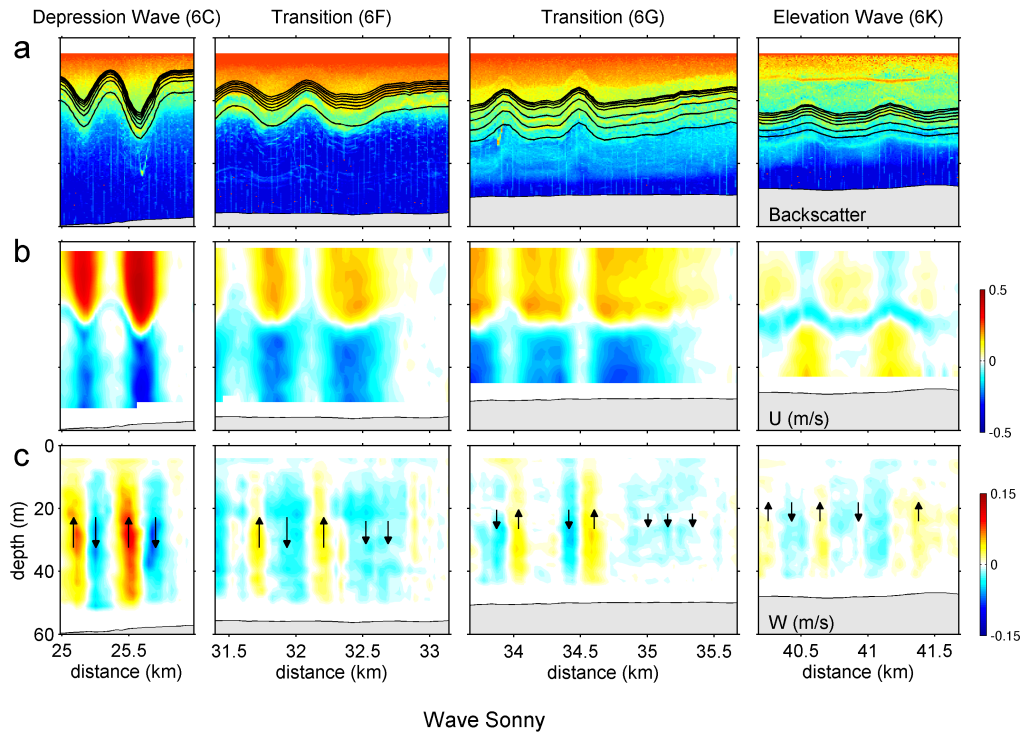 Depression Wave (6C) Transition (6F) Transition (6G) Elevation Wave (6K)
a
Backscatter
b
0.5
0
-0.5
U (m/s)
c
0
20
40
60
depth (m)
0.15
0
-0.15
W (m/s)
25 25.5 31.5 32 32.5 33 34 34.5 35 35.5 40.5 41 41.5
distance (km) distance (km) distance (km) distance (km)
Wave Sonny